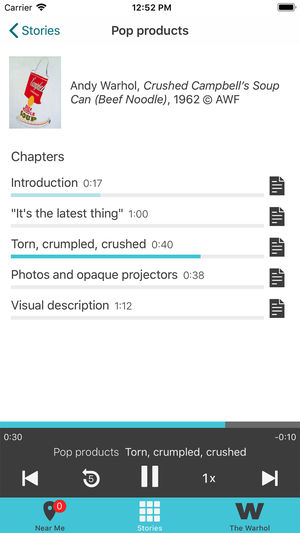 Carrier 12:52 PM
Stories Pop products
Andy Warhol, Crushed Campbell's Soup
Can (Beef Noodle), 1962 © AWF
Chapters
Introduction 0:17
"It's the latest thing" 1:00
Torn, crumpled, crushed 0:40
Photos and opaque projectors 0:38
Visual description 1:12
0:30 -0:10
Pop products Torn, crumpled, crushed
5 1x
0
Near Me Stories The Warhol